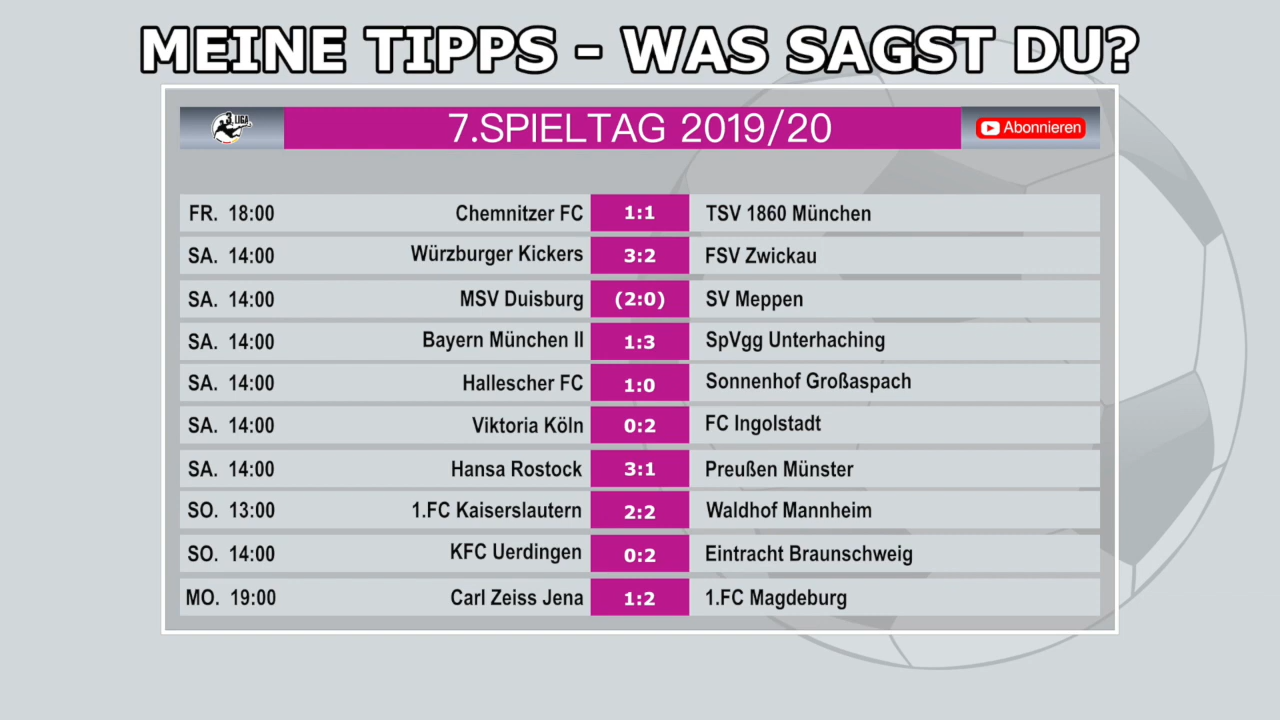 MEINE TIPPS - WAS SAGST DU?
3. LIGA 7.SPIELTAG 2019/20 Abonnieren
FR. 18:00 Chemnitzer FC 1:1 TSV 1860 München
SA. 14:00 Würzburger Kickers 3:2 FSV Zwickau
SA. 14:00 MSV Duisburg (2:0) SV Meppen
SA. 14:00 Bayern München II 1:3 SpVgg Unterhaching
SA. 14:00 Hallescher FC 1:0 Sonnenhof Großaspach
SA. 14:00 Viktoria Köln 0:2 FC Ingolstadt
SA. 14:00 Hansa Rostock 3:1 Preußen Münster
SO. 13:00 1.FC Kaiserslautern 2:2 Waldhof Mannheim
SO. 14:00 KFC Uerdingen 0:2 Eintracht Braunschweig
MO. 19:00 Carl Zeiss Jena 1:2 1.FC Magdeburg